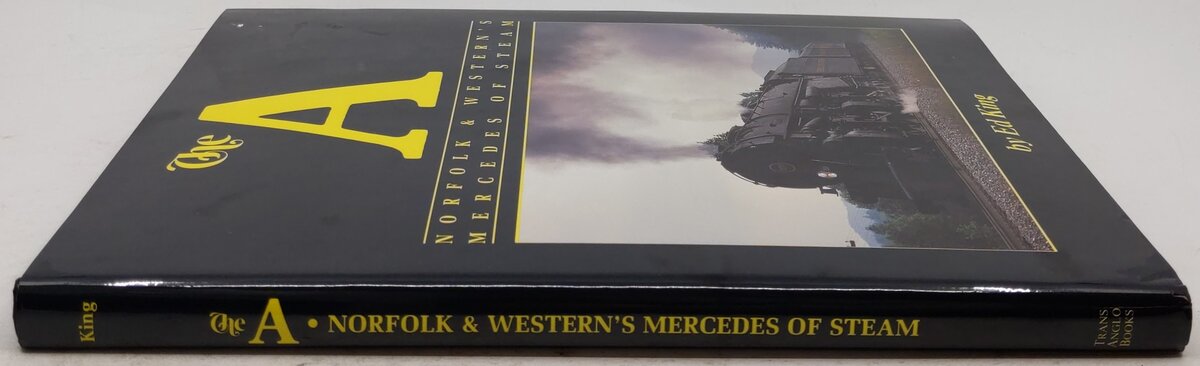 The
A
NORFOLK & WESTERN'S
MERCEDES OF STEAM
by Ed King
King
The A • NORFOLK & WESTERN'S MERCEDES OF STEAM
TRANS
ANGLO
BOOKS